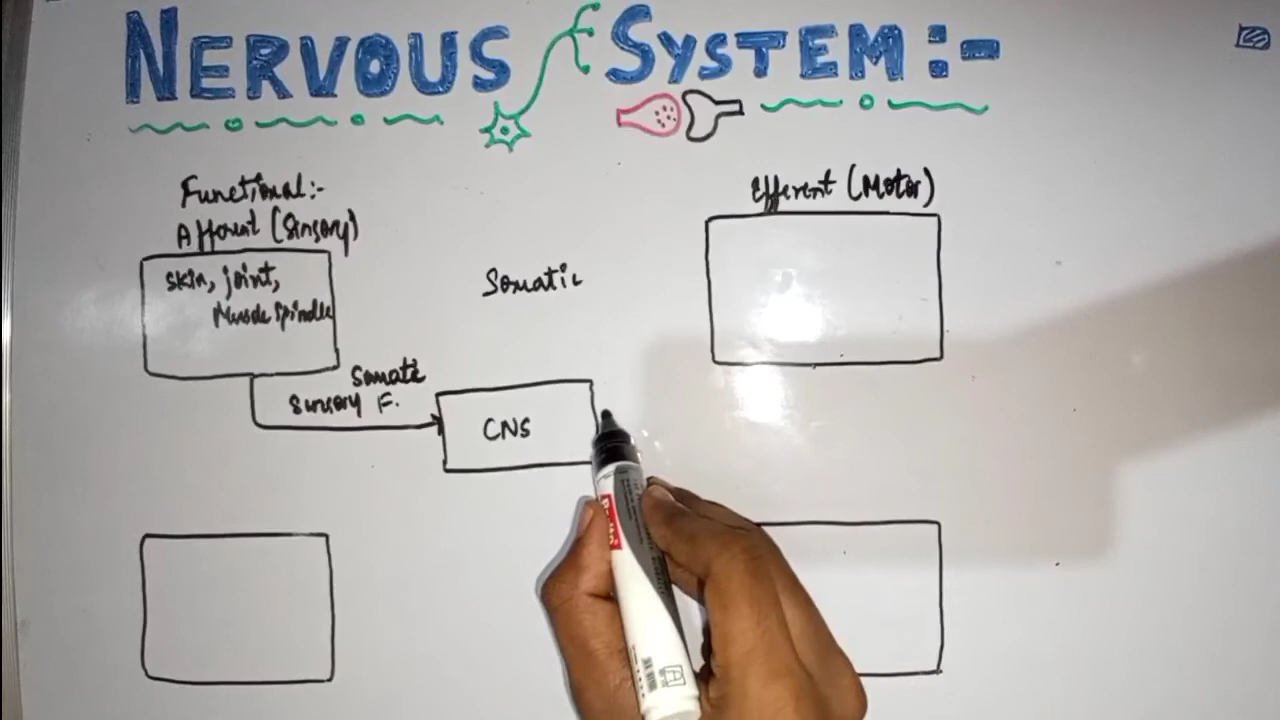 NERVOUS SYSTEM:-
Functional:-
Afferent (Sensory)
Skin, joint,
Muscle spindle
Efferent (Motor)
Somatic
Somatic
Sensory F.
CNS